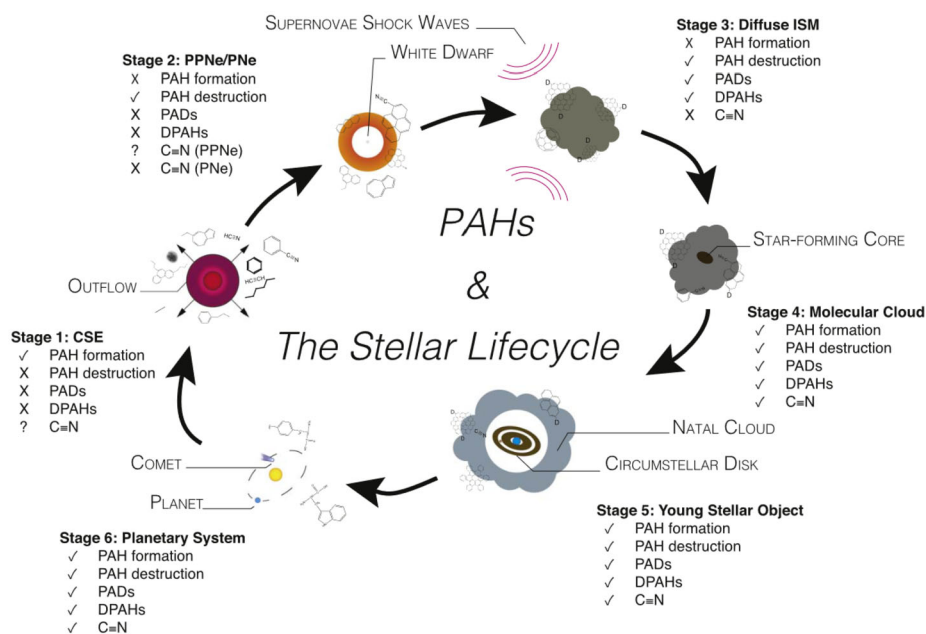 SUPERNOVAE SHOCK WAVES
WHITE DWARF
Stage 2: PPNe/PNe
X PAH formation
✓ PAH destruction
X PADs
X DPAHs
? C≡N (PPNe)
X C≡N (PNe)
Stage 3: Diffuse ISM
X PAH formation
✓ PAH destruction
✓ PADs
✓ DPAHs
X C≡N
PAHs
&
The Stellar Lifecycle
STAR-FORMING CORE
OUTFLOW
HC≡N
HC≡CH
Stage 1: CSE
✓ PAH formation
X PAH destruction
X PADs
X DPAHs
? C≡N
Stage 4: Molecular Cloud
✓ PAH formation
✓ PAH destruction
✓ PADs
✓ DPAHs
✓ C≡N
NATAL CLOUD
CIRCUMSTELLAR DISK
COMET
PLANET
Stage 5: Young Stellar Object
✓ PAH formation
✓ PAH destruction
✓ PADs
✓ DPAHs
✓ C≡N
Stage 6: Planetary System
✓ PAH formation
✓ PAH destruction
✓ PADs
✓ DPAHs
✓ C≡N